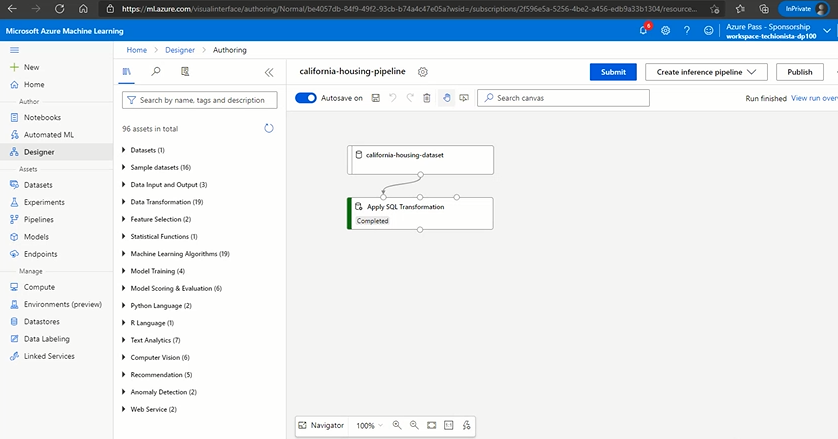 https://ml.azure.com/visualinterface/authoring/Normal/be4057db-84f9-49f2-93cb-b74a4c47e05a?wsid=/subscriptions/2f596e5a-5256-4be2-a456-edb9a33b1304/resource...
InPrivate
Microsoft Azure Machine Learning
6
Azure Pass - Sponsorship
workspace-techionista-dp100
New
Home
Author
Notebooks
Automated ML
Designer
Assets
Datasets
Experiments
Pipelines
Models
Endpoints
Manage
Compute
Environments (preview)
Datastores
Data Labeling
Linked Services
Home > Designer > Authoring
Search by name, tags and description
96 assets in total
Datasets (1)
Sample datasets (16)
Data Input and Output (3)
Data Transformation (19)
Feature Selection (2)
Statistical Functions (1)
Machine Learning Algorithms (19)
Model Training (4)
Model Scoring & Evaluation (6)
Python Language (2)
R Language (1)
Text Analytics (7)
Computer Vision (6)
Recommendation (5)
Anomaly Detection (2)
Web Service (2)
california-housing-pipeline
Submit
Create inference pipeline
Publish
Autosave on
Search canvas
Run finished
View run over
california-housing-dataset
Apply SQL Transformation
Completed
Navigator
100%